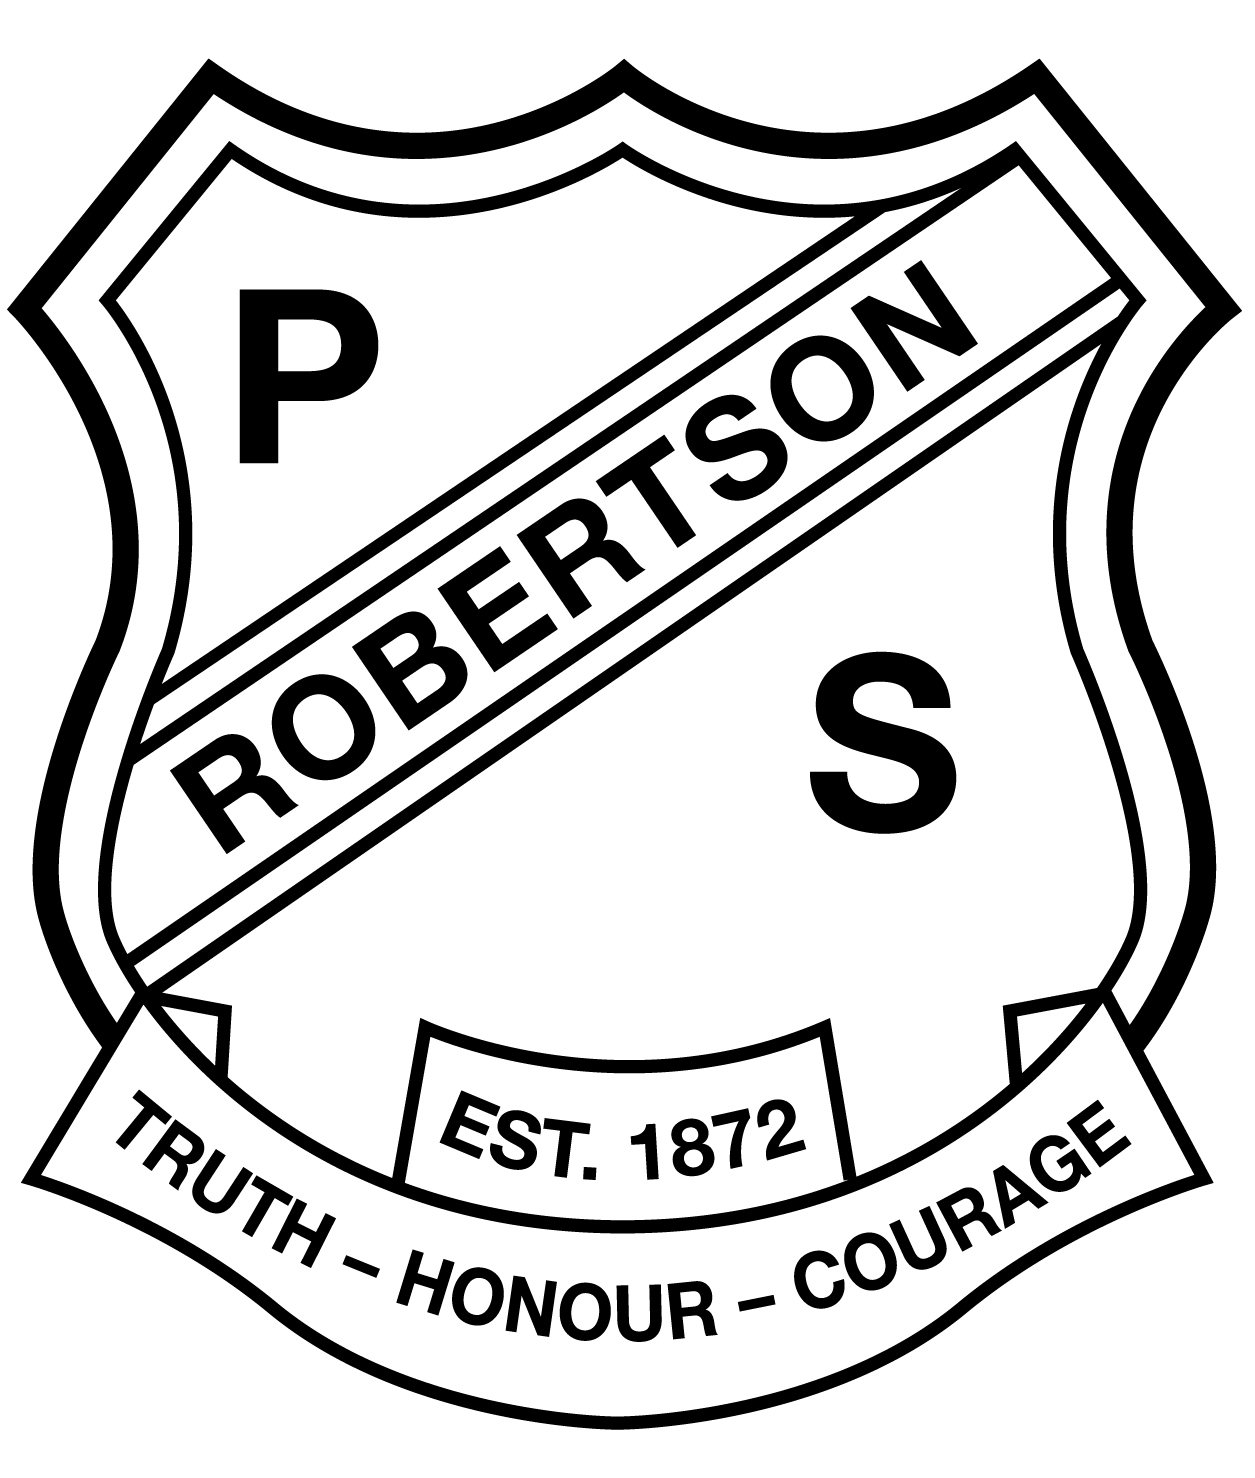 P
ROBERTSON
S
EST. 1872
TRUTH – HONOUR – COURAGE